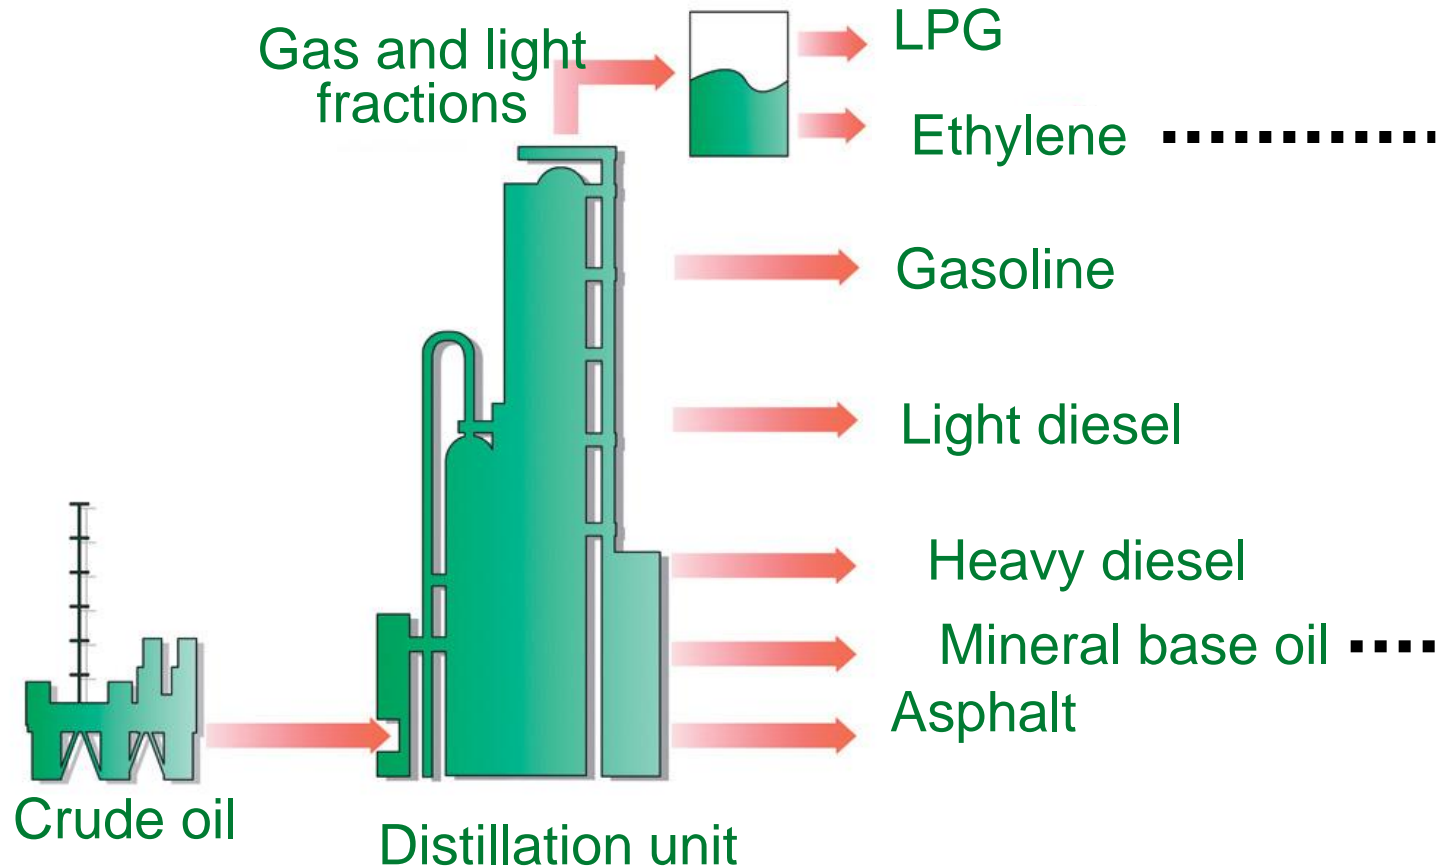 Gas and light
fractions
LPG
Ethylene
Gasoline
Light diesel
Heavy diesel
Mineral base oil
Asphalt
Crude oil
Distillation unit